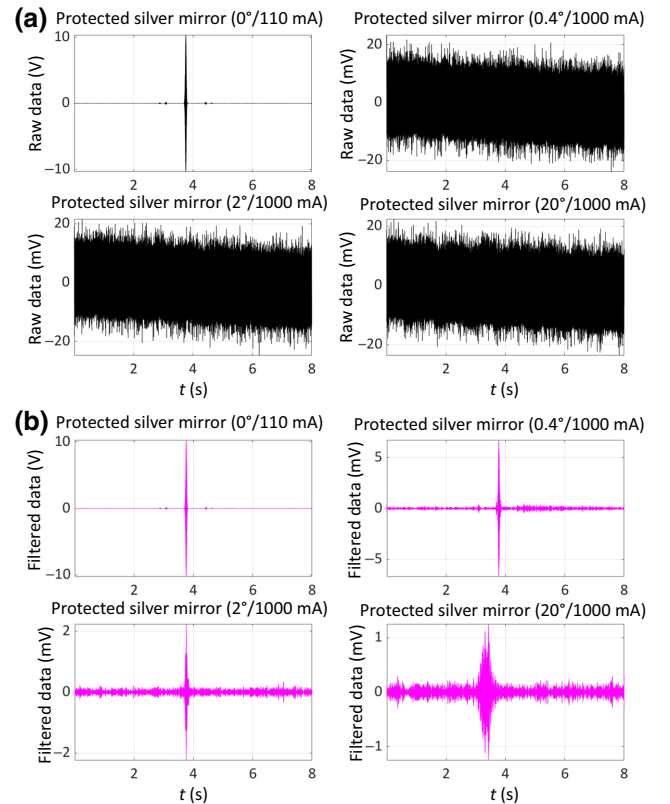 (a) Protected silver mirror (0°/110 mA) Protected silver mirror (0.4°/1000 mA)
Raw data (V)
10
0
−10
2 4 6 8
Raw data (mV)
20
0
−20
2 4 6 8
Protected silver mirror (2°/1000 mA) Protected silver mirror (20°/1000 mA)
Raw data (mV)
20
0
−20
2 4 6 8
t (s)
Raw data (mV)
20
0
−20
2 4 6 8
t (s)
(b) Protected silver mirror (0°/110 mA) Protected silver mirror (0.4°/1000 mA)
Filtered data (V)
10
0
−10
2 4 6 8
Filtered data (mV)
5
0
−5
2 4 6 8
Protected silver mirror (2°/1000 mA) Protected silver mirror (20°/1000 mA)
Filtered data (mV)
2
0
−2
2 4 6 8
t (s)
Filtered data (mV)
1
0
−1
2 4 6 8
t (s)